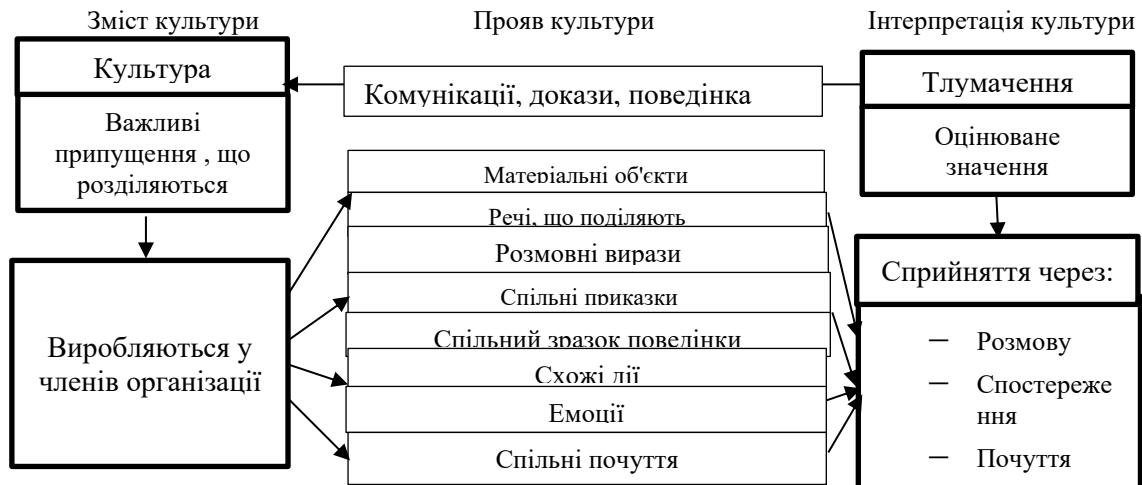 Зміст культури
Прояв культури
Інтерпретація культури
Культура
Важливі
припущення , що
розділяються
Виробляються у
членів організації
Комунікації, докази, поведінка
Матеріальні об'єкти
Речі, що поділяють
Розмовні вирази
Спільні приказки
Спільний зразок поведінки
Схожі дії
Емоції
Спільні почуття
Тлумачення
Оцінюване
значення
Сприйняття через:
— Розмову
— Спостереже
ння
— Почуття